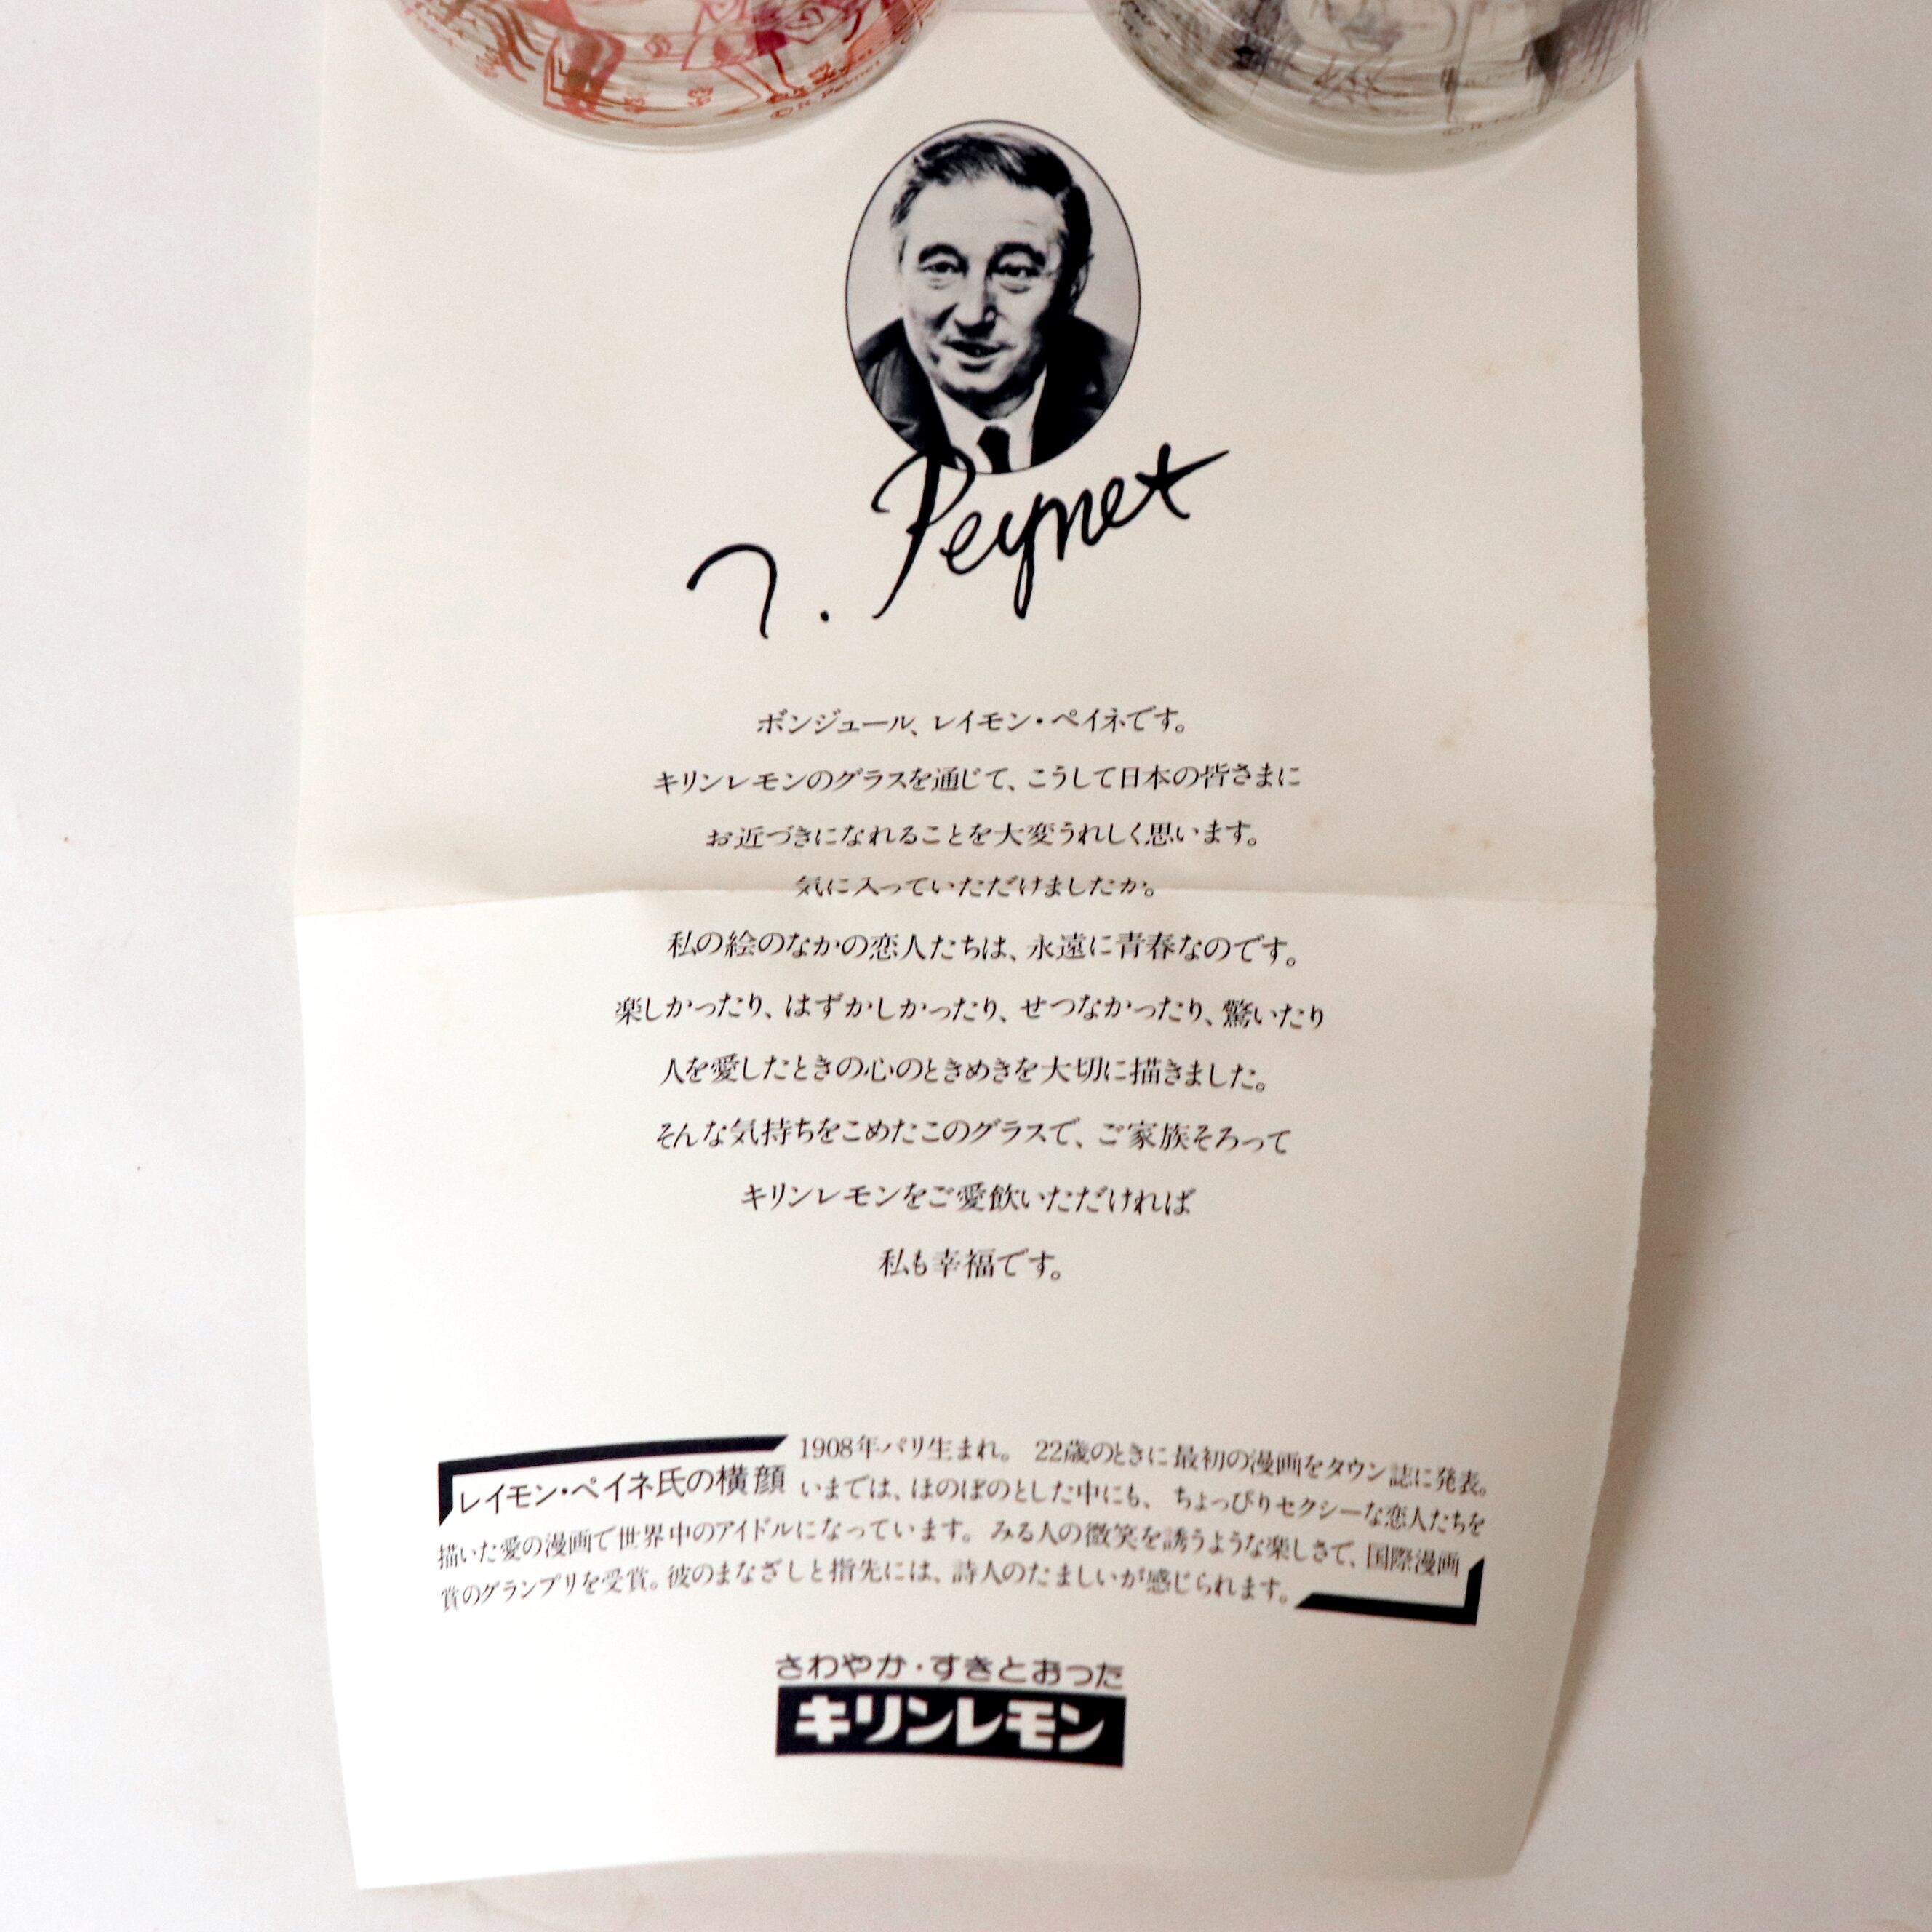 © R. Peynet
Peynet
ボンジュール、レイモン・ペイネです。
キリンレモンのグラスを通じて、こうして日本の皆さまに
お近づきになれることを大変うれしく思います。
気に入っていただけましたか。
私の絵のなかの恋人たちは、永遠に青春なのです。
楽しかったり、はずかしかったり、せつなかったり、驚いたり
人を愛したときの心のときめきを大切に描きました。
そんな気持ちをこめたこのグラスで、ご家族そろって
キリンレモンをご愛飲いただければ
私も幸福です。
レイモン・ペイネ氏の横顔
1908年パリ生まれ。 22歳のときに最初の漫画をタウン誌に発表。
いまでは、ほのぼのとした中にも、ちょっぴりセクシーな恋人たちを
描いた愛の漫画で世界中のアイドルになっています。みる人の微笑を誘うような楽しさで、国際漫画
賞のグランプリを受賞。彼のまなざしと指先には、詩人のたましいが感じられます。
さわやか・すきとおった
キリンレモン